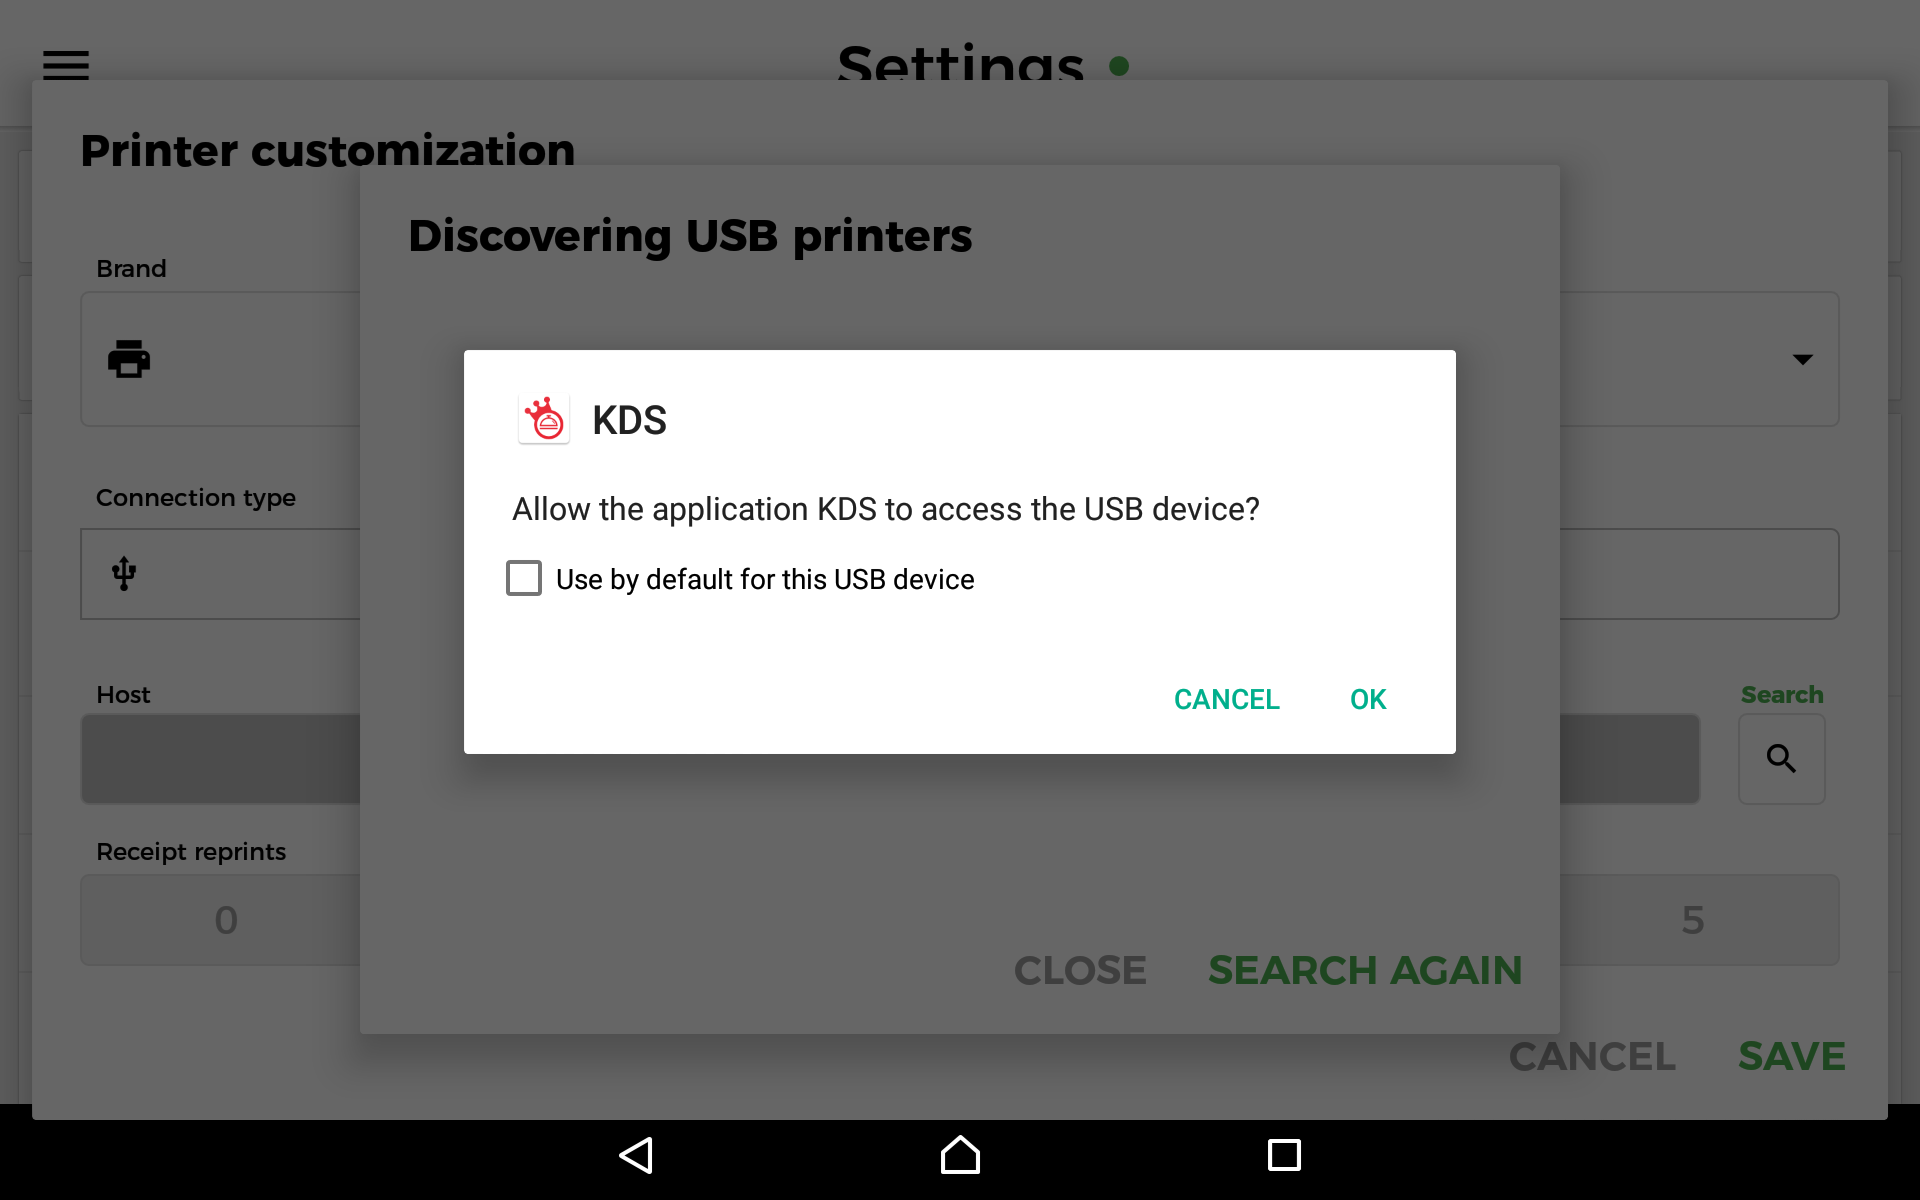 Settings
Printer customization
Discovering USB printers
Brand
KDS
Allow the application KDS to access the USB device?
Connection type
Use by default for this USB device
Host
CANCEL OK
Search
Receipt reprints
0
5
CLOSE SEARCH AGAIN
CANCEL SAVE